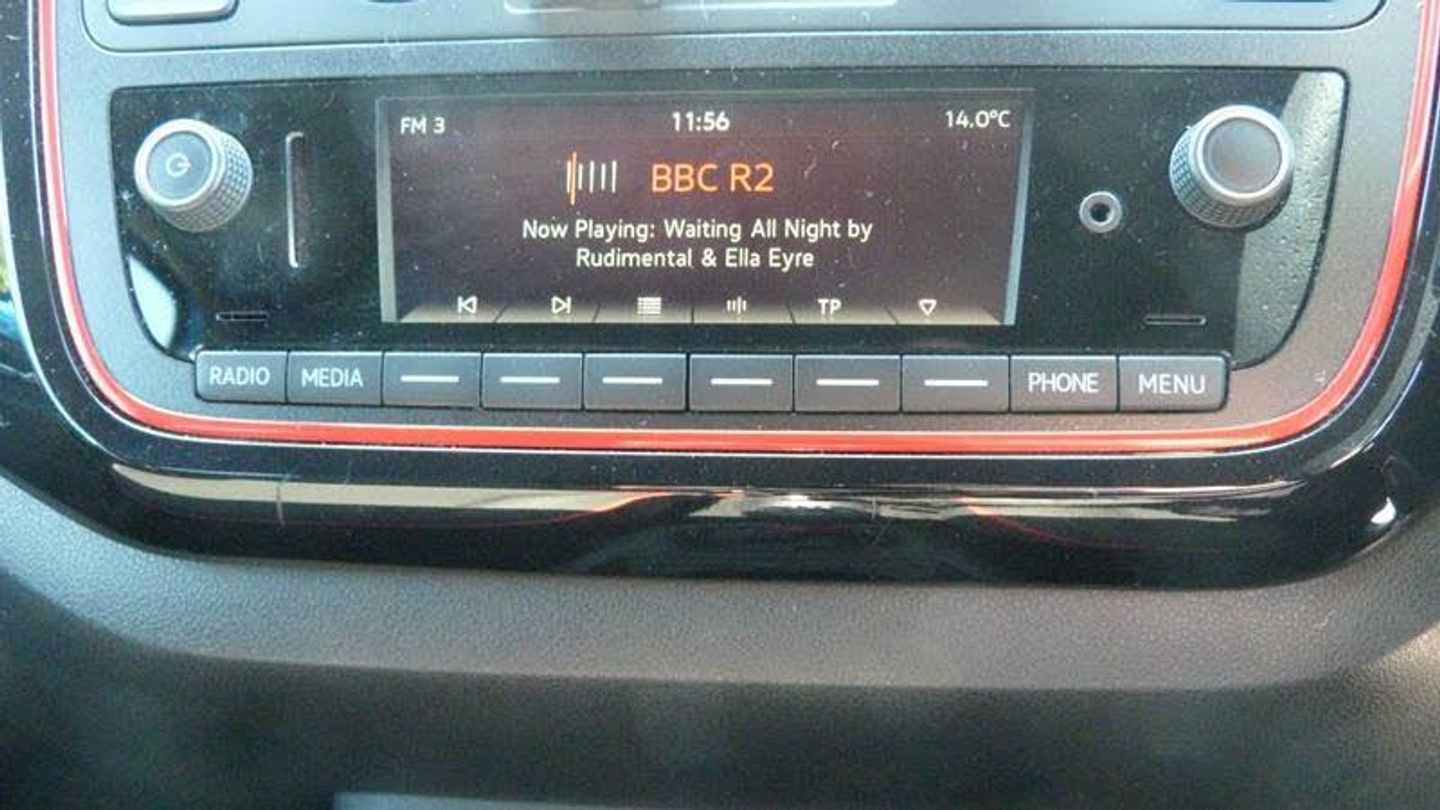 FM 3 11:56 14.0°C
BBC R2
Now Playing: Waiting All Night by
Rudimental & Ella Eyre
TP
RADIO MEDIA PHONE MENU